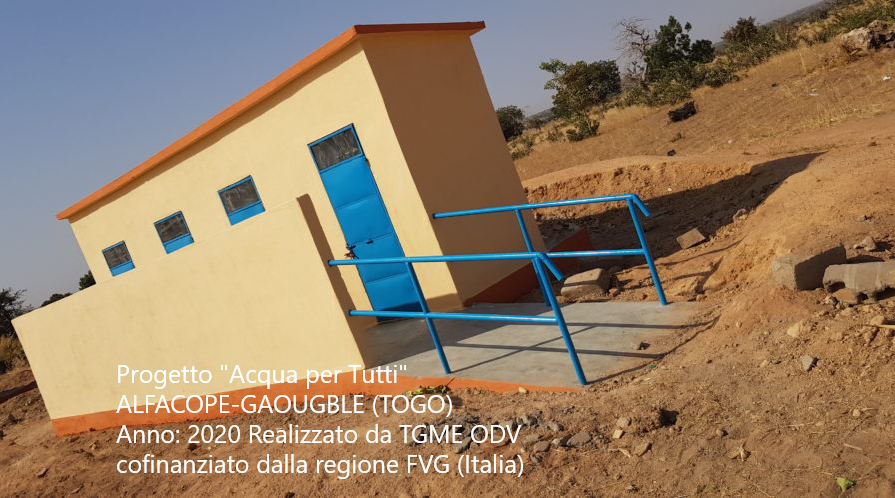 Progetto "Acqua per Tutti"
ALFACOPE-GAOUGBLE (TOGO)
Anno: 2020 Realizzato da TGME ODV
cofinanziato dalla regione FVG (Italia)